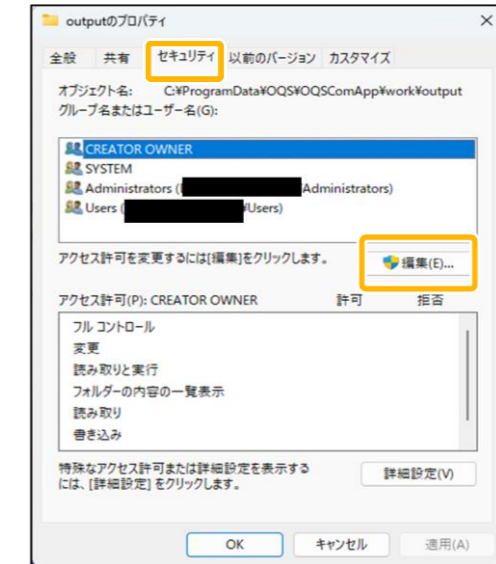 outputのプロパティ
全般 共有 セキュリティ 以前のバージョン カスタマイズ
オブジェクト名: C:¥ProgramData¥OQS¥OQSComApp¥work¥output
グループ名またはユーザー名(G):
CREATOR OWNER
SYSTEM
Administrators ( Administrators)
Users ( ¥Users)
アクセス許可を変更するには[編集]をクリックします。
編集(E)...
アクセス許可(P): CREATOR OWNER 許可 拒否
フル コントロール
変更
読み取りと実行
フォルダーの内容の一覧表示
読み取り
書き込み
特殊なアクセス許可または詳細設定を表示する
には、[詳細設定] をクリックします。
詳細設定(V)
OK キャンセル 適用(A)